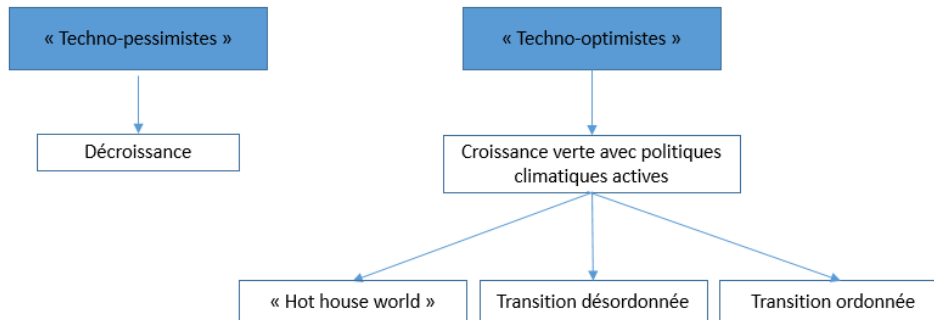 « Techno-pessimistes »
« Techno-optimistes »
Décroissance
Croissance verte avec politiques
climatiques actives
« Hot house world »
Transition désordonnée
Transition ordonnée